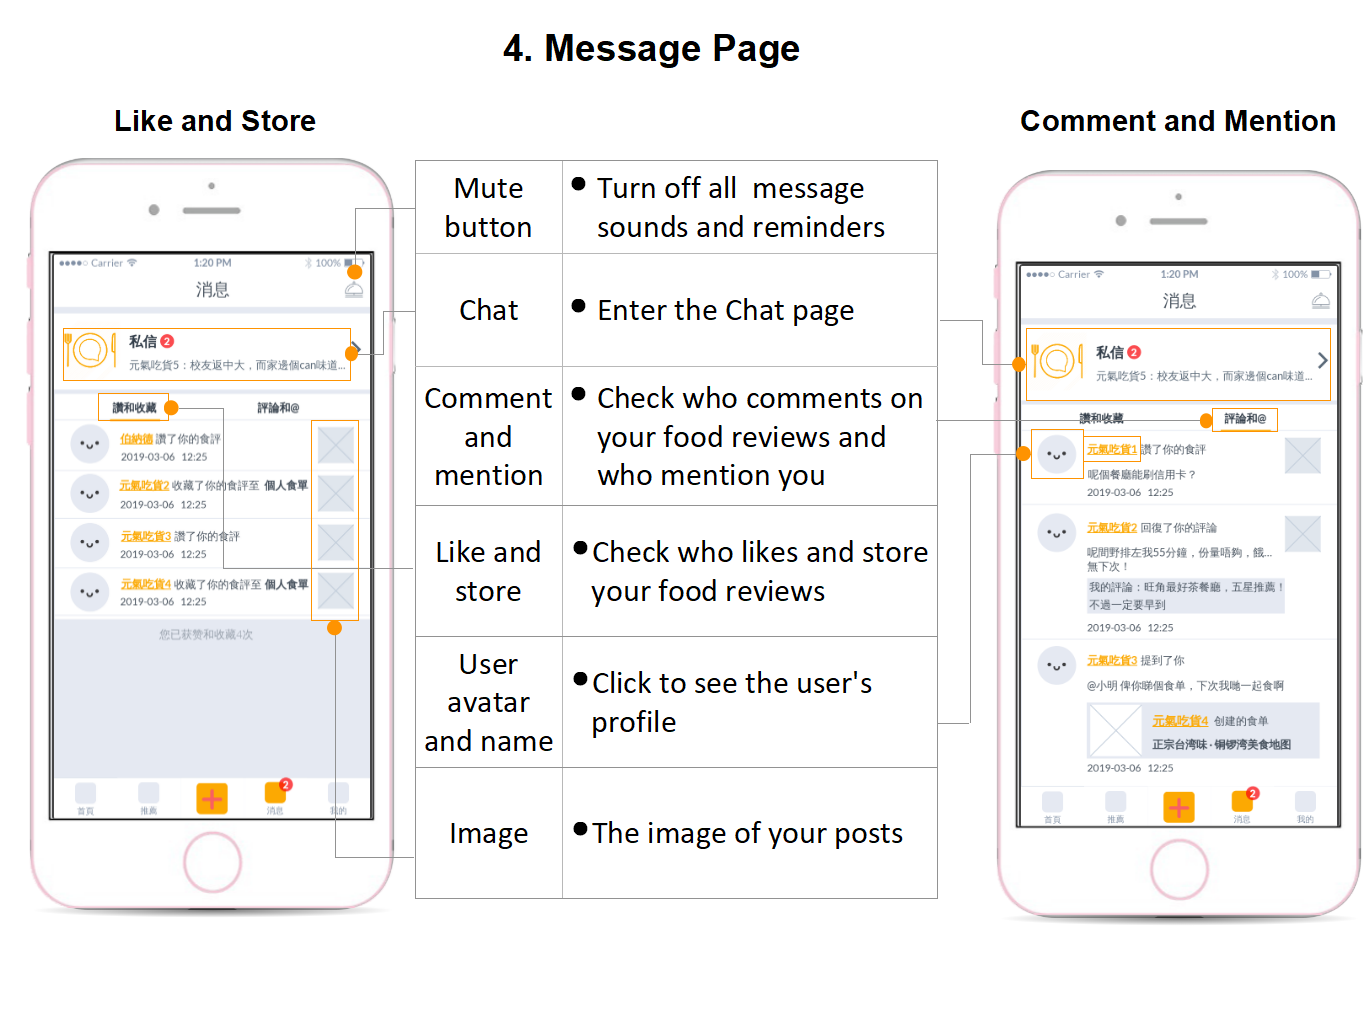 4. Message Page
Like and Store
Comment and Mention
Carrier
1:20 PM
100%
消息
私信 2
元氣吃貨5：校友返中大，而家邊個can味道...
讚和收藏
評論和@
伯納德 讚了你的食評
2019-03-06 12:25
元氣吃貨2 收藏了你的食評至 個人食單
2019-03-06 12:25
元氣吃貨3 讚了你的食評
2019-03-06 12:25
元氣吃貨4 收藏了你的食評至 個人食單
2019-03-06 12:25
您已获赞和收藏4次
首頁
推薦
2
消息
我的
Mute
button
Turn off all message
sounds and reminders
Chat
Enter the Chat page
Comment
and
mention
Check who comments on
your food reviews and
who mention you
Like and
store
Check who likes and store
your food reviews
User
avatar
and name
Click to see the user's
profile
Image
The image of your posts
Carrier
1:20 PM
100%
消息
私信 2
元氣吃貨5：校友返中大，而家邊個can味道...
讚和收藏
評論和@
元氣吃貨1 讚了你的食評
呢個餐廳能刷信用卡？
2019-03-06 12:25
元氣吃貨2 回復了你的評論
呢間野排左我55分鐘，份量唔夠，餓...
無下次！
我的評論：旺角最好茶餐廳，五星推薦！
不過一定要早到
2019-03-06 12:25
元氣吃貨3 提到了你
@小明 俾你睇個食单，下次我哋一起食啊
元氣吃貨4 创建的食单
正宗台湾味·铜锣湾美食地图
2019-03-06 12:25
首頁
推薦
2
消息
我的